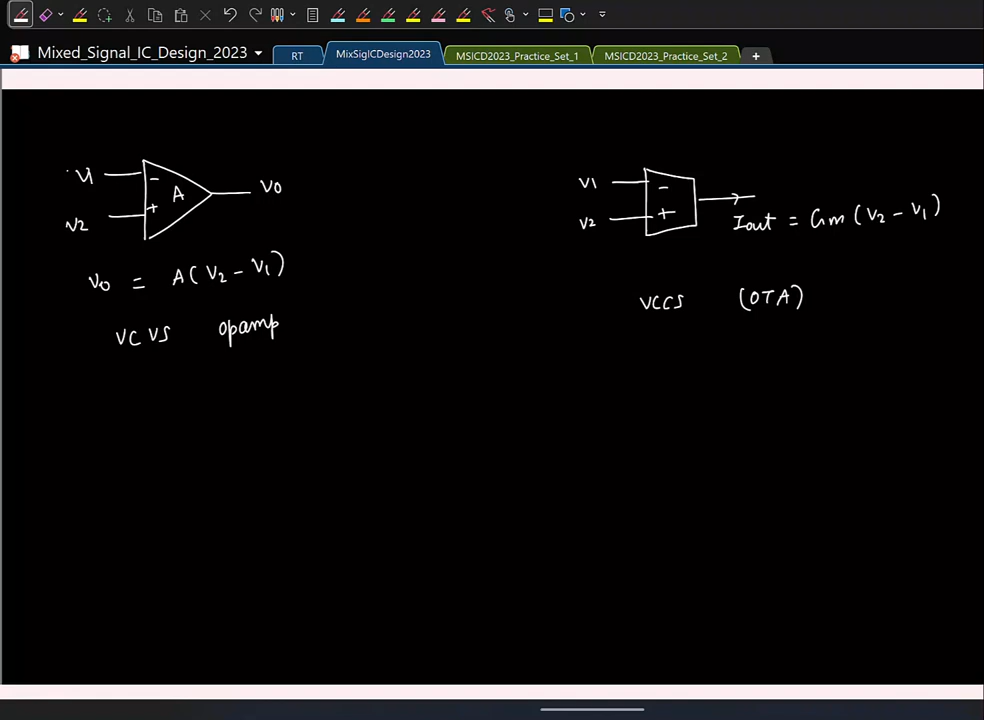 Mixed_Signal_IC_Design_2023
RT
MixSigICDesign2023
MSICD2023_Practice_Set_1
MSICD2023_Practice_Set_2
+
V1
-
A
V0
V2
+
V0 = A(V2 - V1)
VCVS opamp
V1
-
V2
+
Iout = Gm (V2 - V1)
VCCS (OTA)